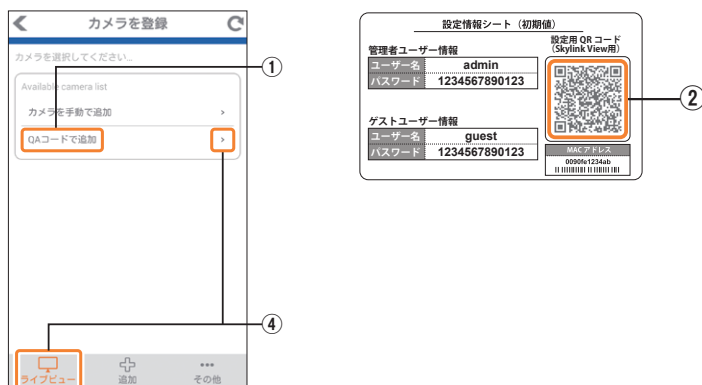 カメラを登録
カメラを選択してください...
Available camera list
カメラを手動で追加
QAコードで追加
ライブビュー
追加
その他
①
④
設定情報シート（初期値）
管理者ユーザー情報
ユーザー名 admin
パスワード 1234567890123
ゲストユーザー情報
ユーザー名 guest
パスワード 1234567890123
設定用 QR コード
（Skylink View用）
MACアドレス
0090fe1234ab
②